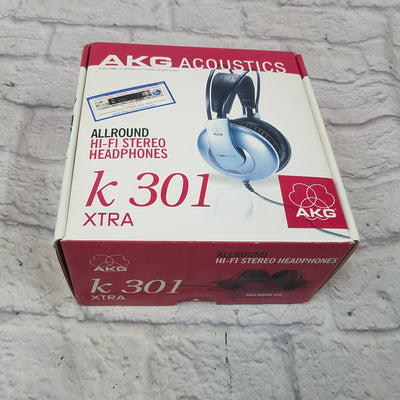 AKG ACOUSTICS
ALLROUND
HI-FI STEREO
HEADPHONES
k 301
XTRA
AKG
AKG
k 301
XTRA
ALLROUND
HI-FI STEREO HEADPHONES